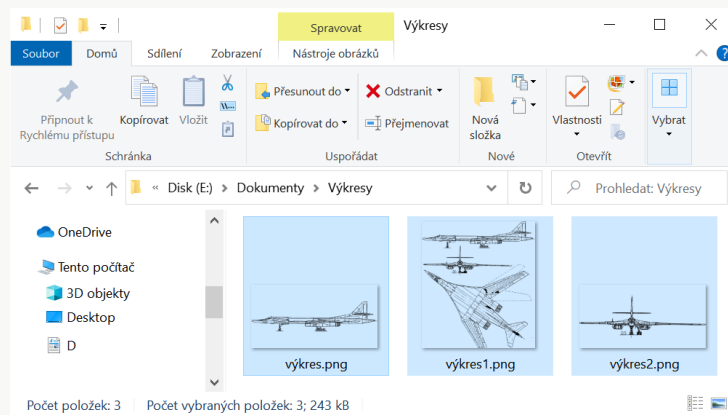 Spravovat
Výkresy
Soubor
Domů
Sdílení
Zobrazení
Nástroje obrázků
Připnout k
Rychlému přístupu
Kopírovat
Vložit
Přesunout do
Kopírovat do
Odstranit
Přejmenovat
Nová
složka
Vlastnosti
Vybrat
Schránka
Uspořádat
Nové
Otevřít
« Disk (E:) > Dokumenty > Výkresy
Prohledat: Výkresy
OneDrive
Tento počítač
3D objekty
Desktop
D
výkres.png
výkres1.png
výkres2.png
Počet položek: 3
Počet vybraných položek: 3; 243 kB